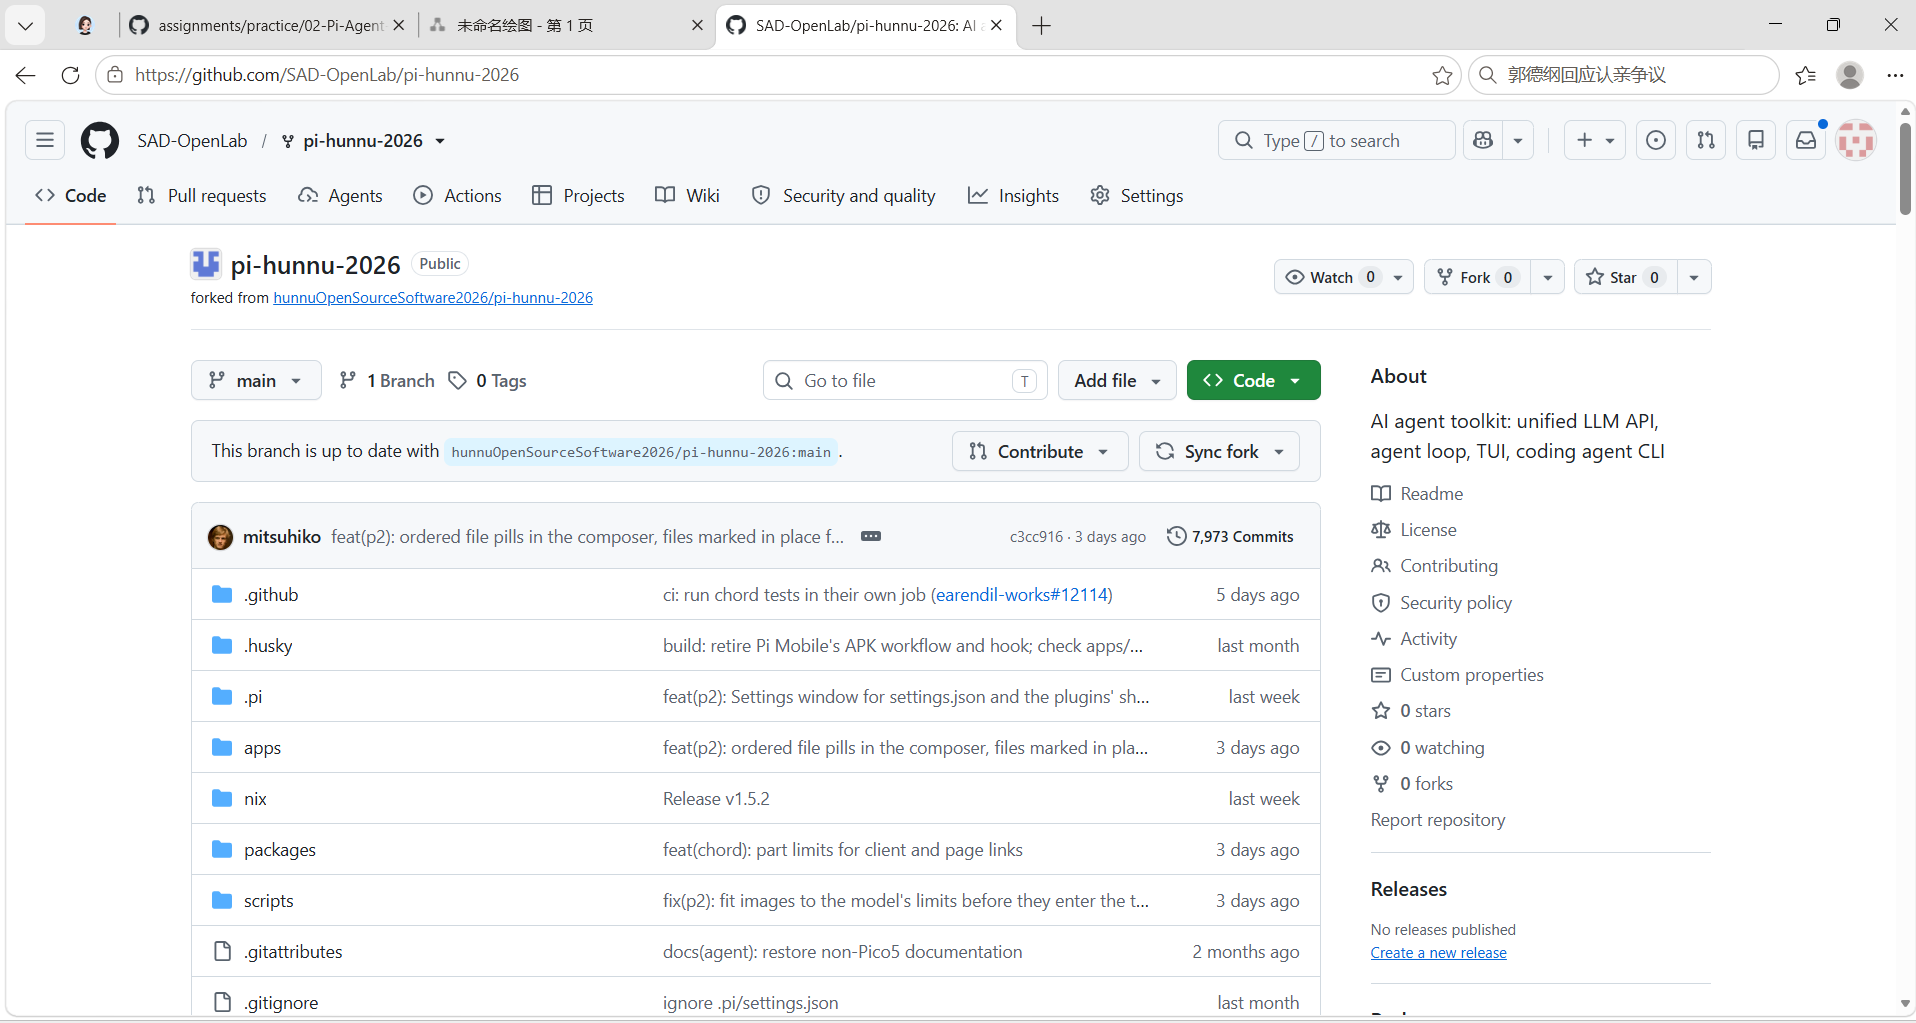 assignments/practice/02-Pi-Agent
未命名绘图 - 第 1 页
SAD-OpenLab/pi-hunnu-2026: AI a
https://github.com/SAD-OpenLab/pi-hunnu-2026
郭德纲回应认亲争议
SAD-OpenLab / pi-hunnu-2026
Type / to search
Code
Pull requests
Agents
Actions
Projects
Wiki
Security and quality
Insights
Settings
pi-hunnu-2026 Public
forked from hunnuOpenSourceSoftware2026/pi-hunnu-2026
Watch 0
Fork 0
Star 0
main
1 Branch
0 Tags
Go to file T
Add file
Code
This branch is up to date with hunnuOpenSourceSoftware2026/pi-hunnu-2026:main .
Contribute
Sync fork
mitsuhiko feat(p2): ordered file pills in the composer, files marked in place f...
c3cc916 · 3 days ago
7,973 Commits
.github ci: run chord tests in their own job (earendil-works#12114) 5 days ago
.husky build: retire Pi Mobile's APK workflow and hook; check apps/... last month
.pi feat(p2): Settings window for settings.json and the plugins' sh... last week
apps feat(p2): ordered file pills in the composer, files marked in pla... 3 days ago
nix Release v1.5.2 last week
packages feat(chord): part limits for client and page links 3 days ago
scripts fix(p2): fit images to the model's limits before they enter the t... 3 days ago
.gitattributes docs(agent): restore non-Pico5 documentation 2 months ago
.gitignore ignore .pi/settings.json last month
About
AI agent toolkit: unified LLM API,
agent loop, TUI, coding agent CLI
Readme
License
Contributing
Security policy
Activity
Custom properties
0 stars
0 watching
0 forks
Report repository
Releases
No releases published
Create a new release